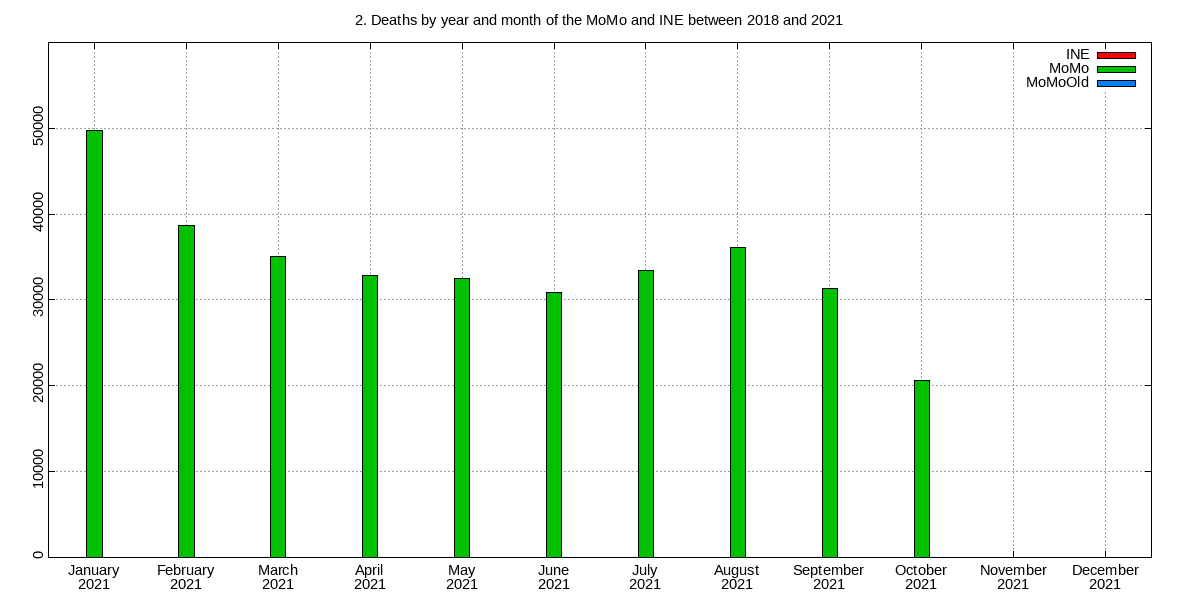 2. Deaths by year and month of the MoMo and INE between 2018 and 2021
INE
MoMo
MoMoOld
50000
40000
30000
20000
10000
0
January February March April May June July August September October November December
2021 2021 2021 2021 2021 2021 2021 2021 2021 2021 2021 2021